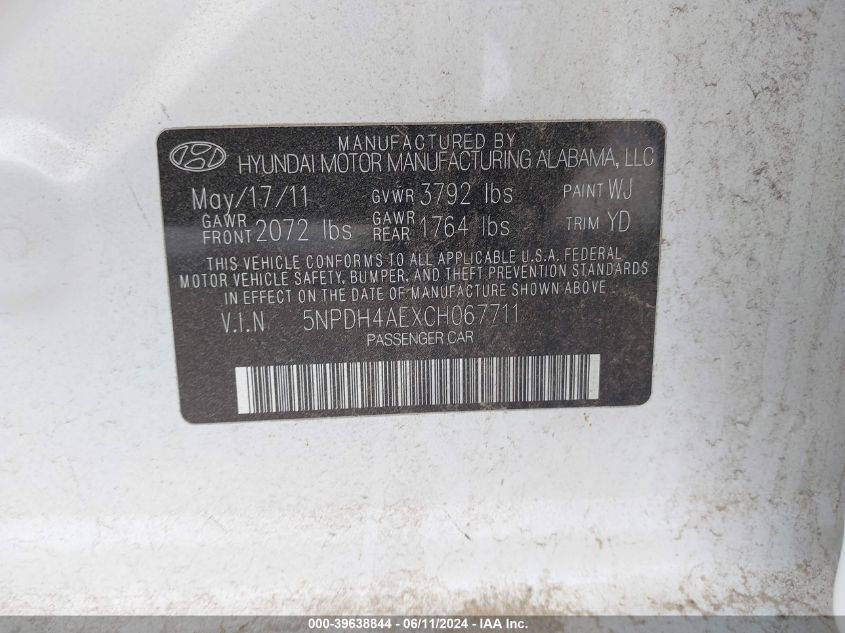 MANUFACTURED BY
HYUNDAI MOTOR MANUFACTURING ALABAMA, LLC
May/17/11 GVWR 3792 lbs PAINT WJ
GAWR FRONT 2072 lbs GAWR REAR 1764 lbs TRIM YD
THIS VEHICLE CONFORMS TO ALL APPLICABLE U.S.A. FEDERAL
MOTOR VEHICLE SAFETY, BUMPER, AND THEFT PREVENTION STANDARDS
IN EFFECT ON THE DATE OF MANUFACTURE SHOWN ABOVE
V.I.N 5NPDH4AEXCH067711
PASSENGER CAR
000-39638844 - 06/11/2024 - IAA Inc.